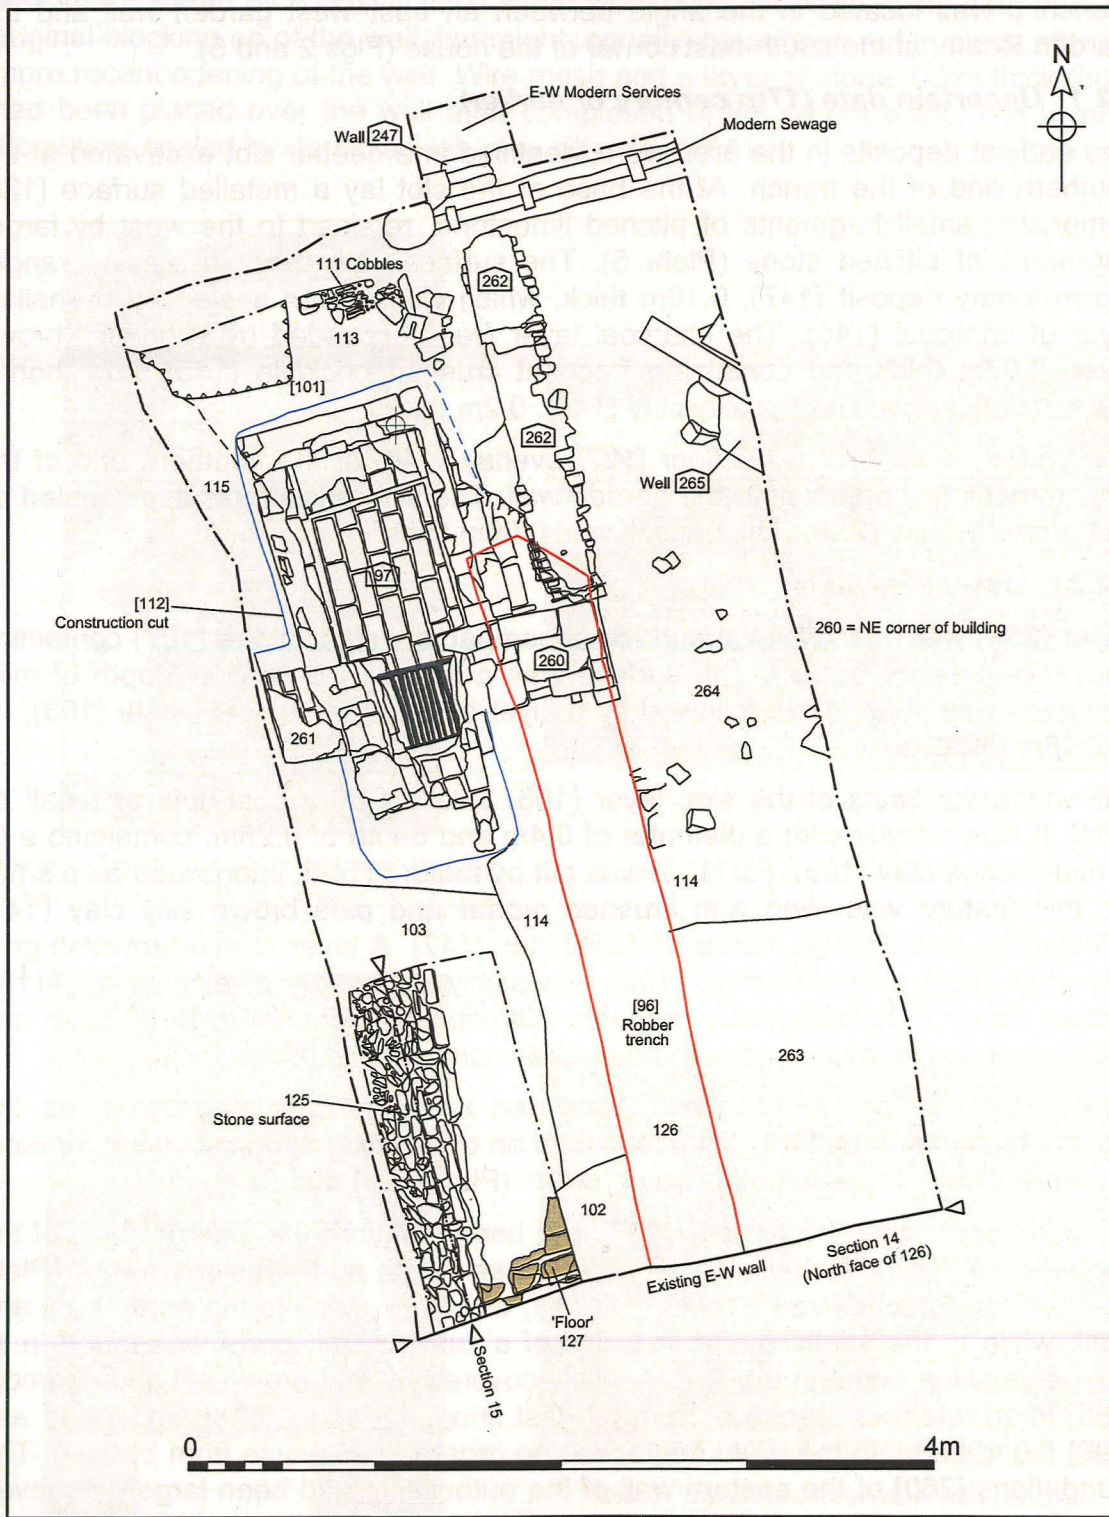 N
E-W Modern Services
Wall 247
Modern Sewage
111 Cobbles
262
113
[101]
262
115
Well 265
97
[112]
Construction cut
260 = NE corner of building
260
264
261
114
103
114
[96]
Robber
trench
263
125
Stone surface
126
102
Section 14
(North face of 126)
Existing E-W wall
'Floor'
127
Section 15
0
4m